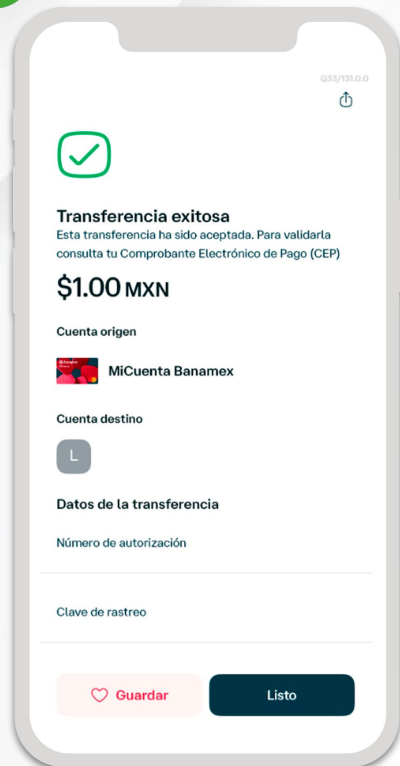 Q33/131.0.0
Transferencia exitosa
Esta transferencia ha sido aceptada. Para validarla
consulta tu Comprobante Electrónico de Pago (CEP)
$1.00 MXN
Cuenta origen
MiCuenta Banamex
Cuenta destino
L
Datos de la transferencia
Número de autorización
Clave de rastreo
Guardar
Listo